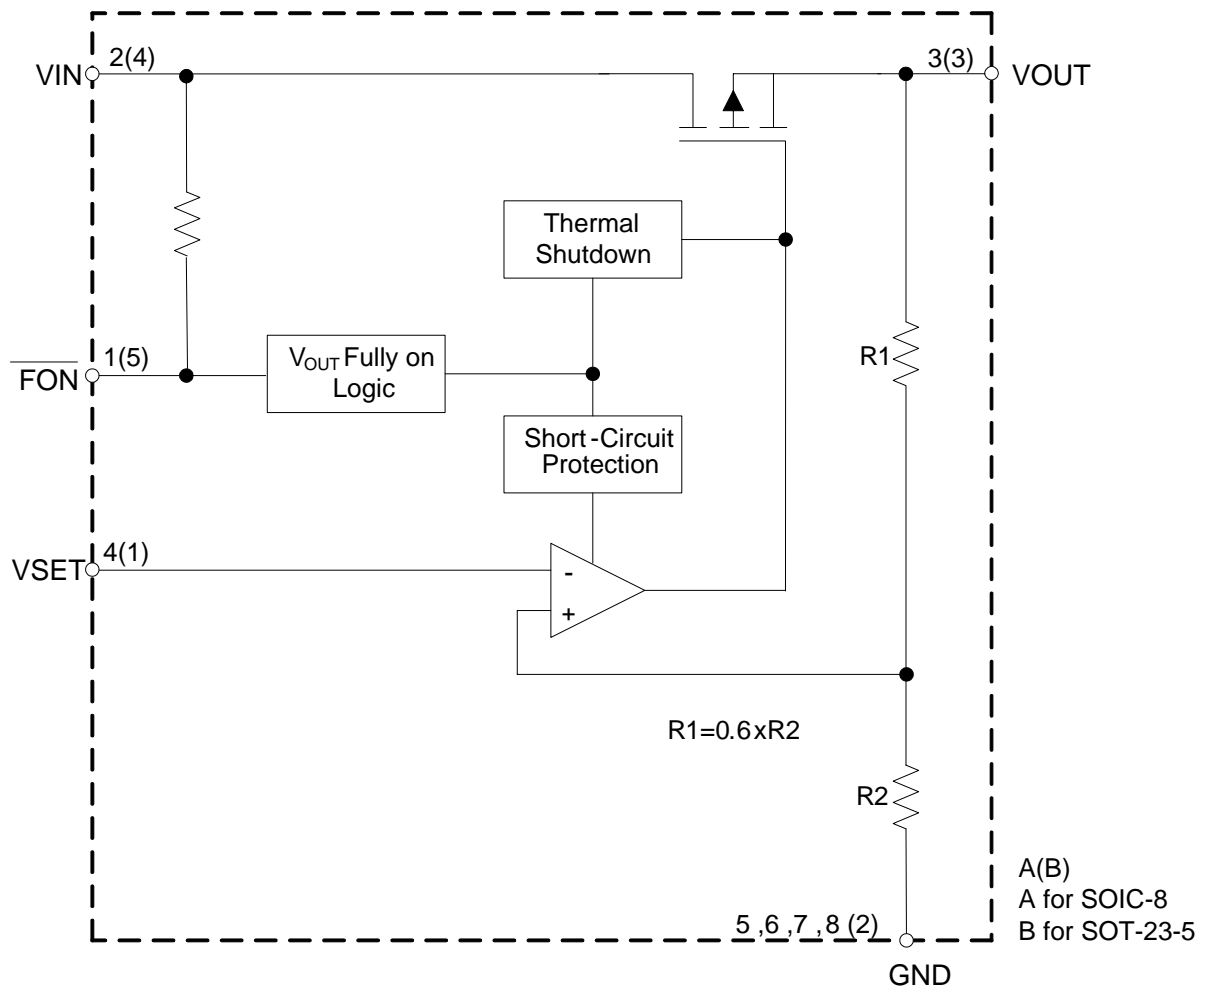 VIN
2(4)
3(3)
VOUT
Thermal
Shutdown
FON
1(5)
VOUT Fully on
Logic
R1
Short-Circuit
Protection
VSET
4(1)
-
+
R1=0.6xR2
R2
A(B)
A for SOIC-8
B for SOT-23-5
5 ,6 ,7 ,8 (2)
GND